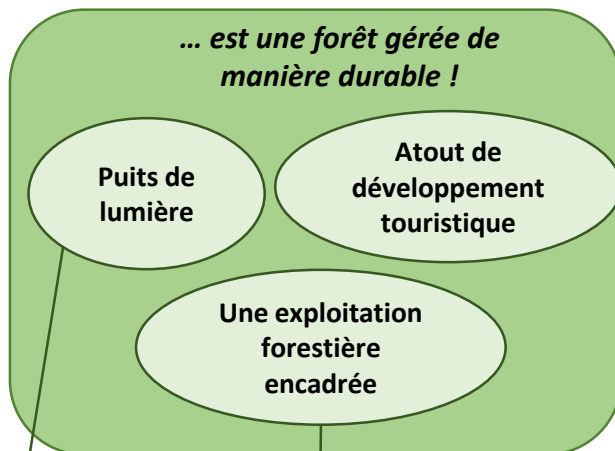 ... est une forêt gérée de
manière durable !
Puits de
lumière
Atout de
développement
touristique
Une exploitation
forestière
encadrée